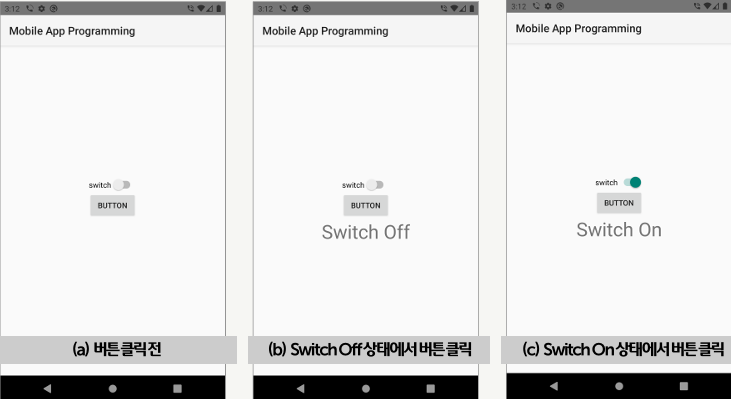 3:12
Mobile App Programming
switch
BUTTON
(a) 버튼 클릭 전
3:12
Mobile App Programming
switch
BUTTON
Switch Off
(b) Switch Off 상태에서 버튼 클릭
3:12
Mobile App Programming
switch
BUTTON
Switch On
(c) Switch On 상태에서 버튼 클릭